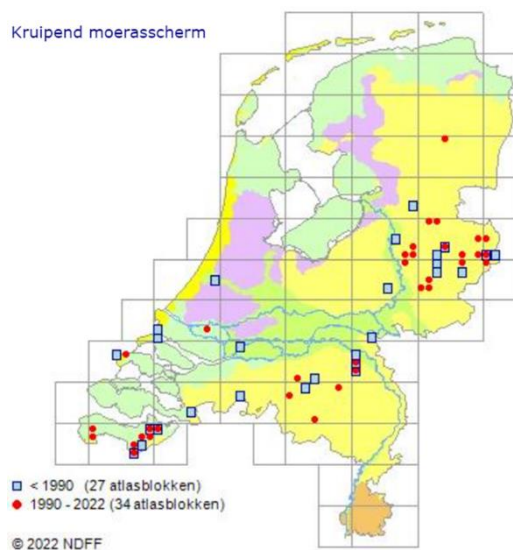 Kruipend moerasscherm
< 1990 (27 atlasblokken)
1990 - 2022 (34 atlasblokken)
© 2022 NDFF